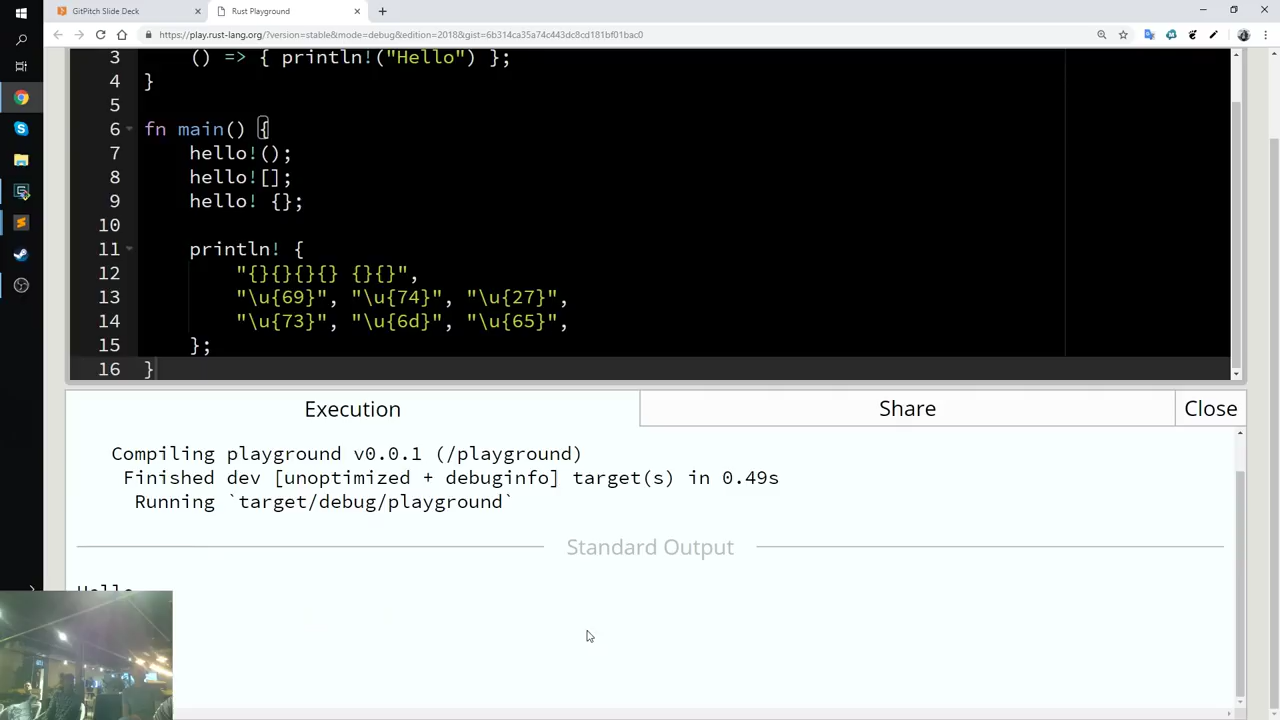 GitPitch Slide Deck
Rust Playground
https://play.rust-lang.org/?version=stable&mode=debug&edition=2018&gist=6b314ca35a74c443dc8cd181bf01bac0
3 () => { println!("Hello") };
4 }
5
6 fn main() {
7 hello!();
8 hello![];
9 hello! {};
10
11 println! {
12 "{}{}{}{} {}{}",
13 "\u{69}", "\u{74}", "\u{27}",
14 "\u{73}", "\u{6d}", "\u{65}",
15 };
16 }
Execution
Share
Close
Compiling playground v0.0.1 (/playground)
Finished dev [unoptimized + debuginfo] target(s) in 0.49s
Running `target/debug/playground`
Standard Output
Hello